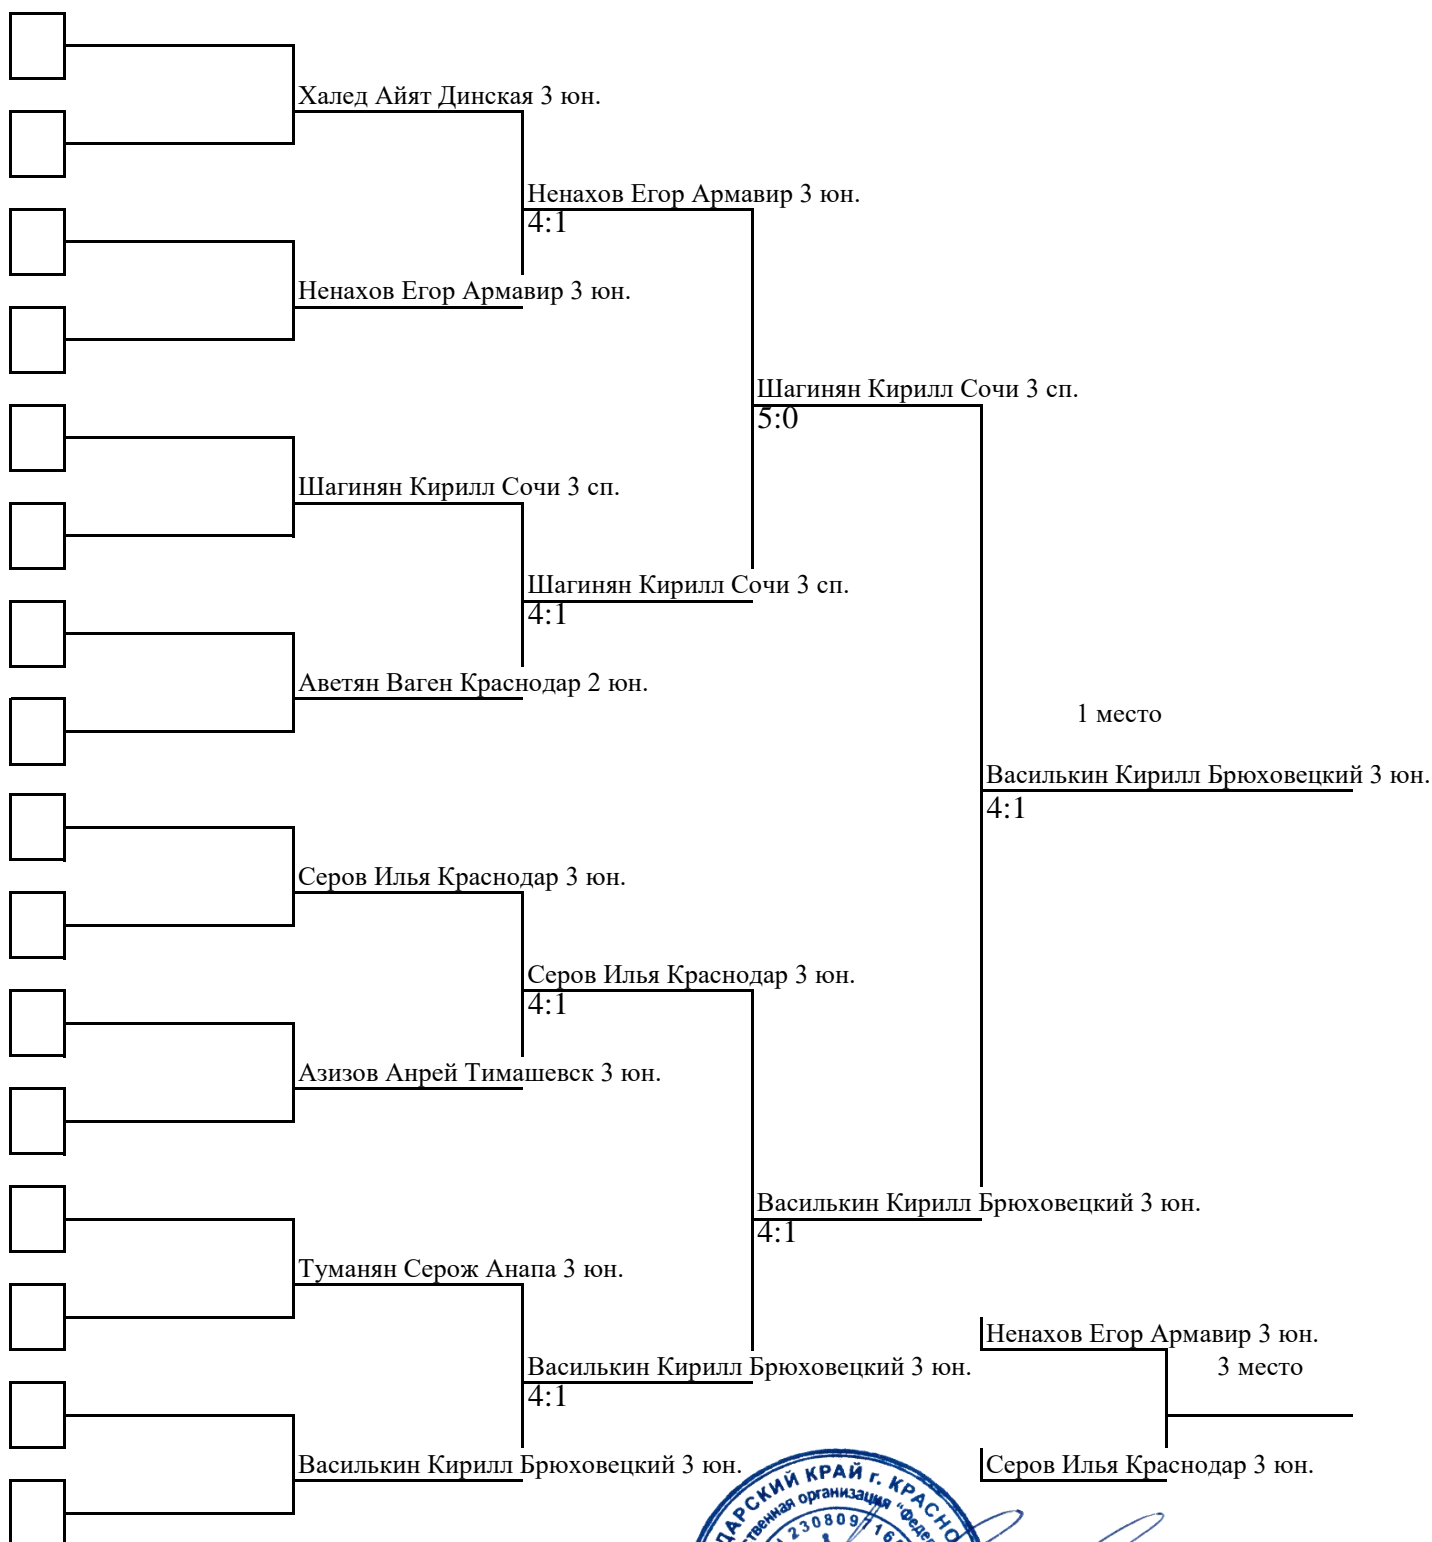 Халед Айят Динская 3 юн.
Ненахов Егор Армавир 3 юн.
4:1
Ненахов Егор Армавир 3 юн.
Шагинян Кирилл Сочи 3 сп.
5:0
Шагинян Кирилл Сочи 3 сп.
Шагинян Кирилл Сочи 3 сп.
4:1
Аветян Ваген Краснодар 2 юн.
1 место
Василькин Кирилл Брюховецкий 3 юн.
4:1
Серов Илья Краснодар 3 юн.
Серов Илья Краснодар 3 юн.
4:1
Азизов Анрей Тимашевск 3 юн.
Василькин Кирилл Брюховецкий 3 юн.
4:1
Туманян Серож Анапа 3 юн.
Ненахов Егор Армавир 3 юн.
Василькин Кирилл Брюховецкий 3 юн.
3 место
4:1
Василькин Кирилл Брюховецкий 3 юн.
Серов Илья Краснодар 3 юн.
КРАЙ г.
организация